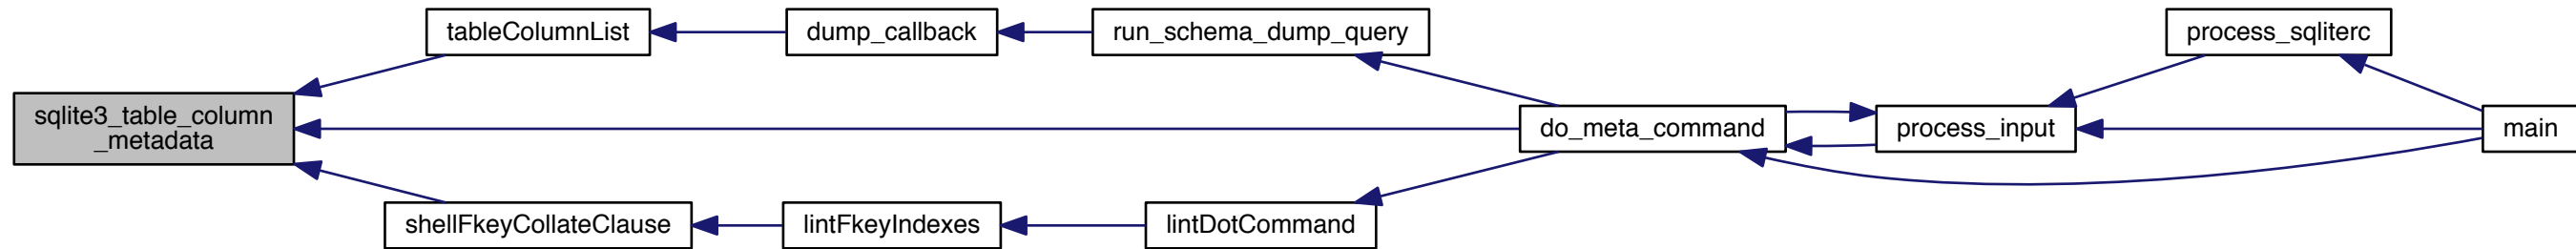 tableColumnList
dump_callback
run_schema_dump_query
process_sqliterc
sqlite3_table_column
_metadata
do_meta_command
process_input
main
shellFkeyCollateClause
lintFkeyIndexes
lintDotCommand